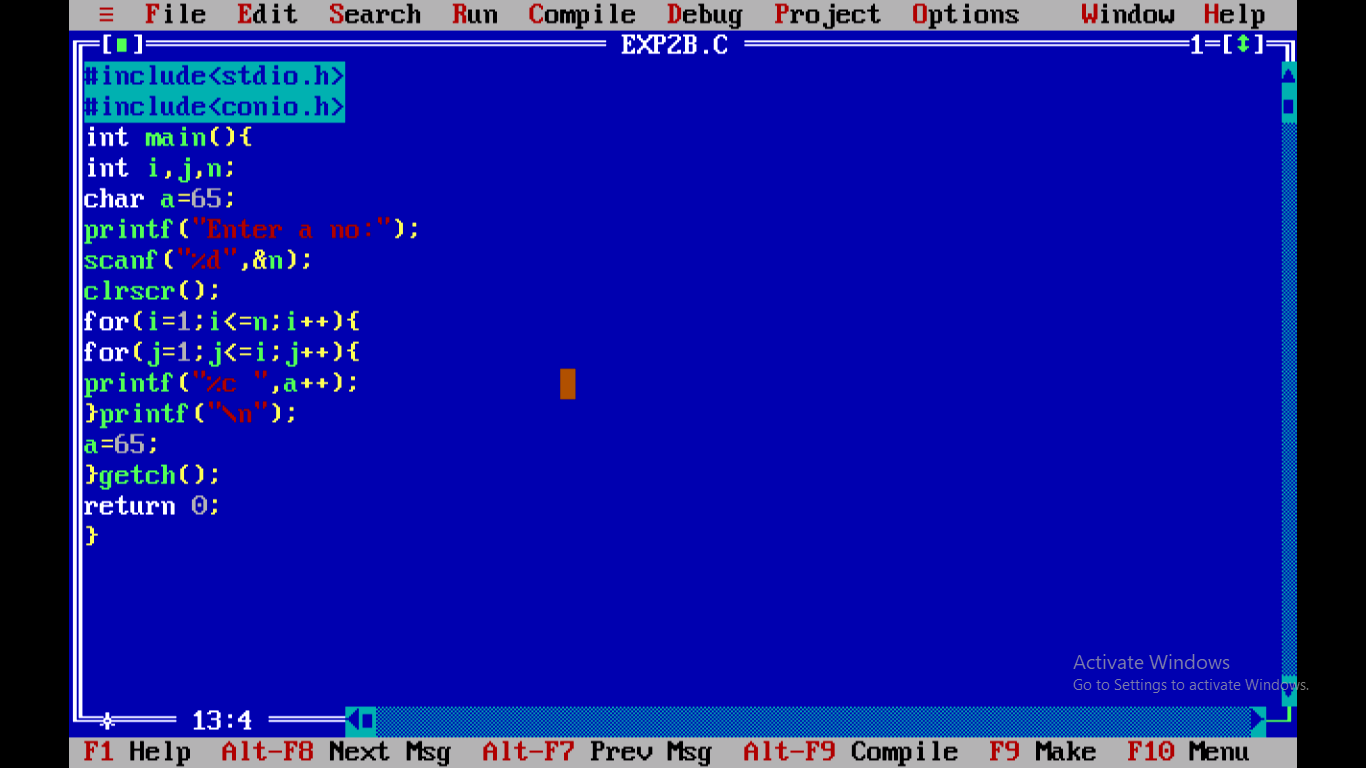 ≡ File Edit Search Run Compile Debug Project Options Window Help
[■] EXP2B.C 1=[↕]
#include<stdio.h>
#include<conio.h>
int main(){
int i,j,n;
char a=65;
printf("Enter a no:");
scanf("%d",&n);
clrscr();
for(i=1;i<=n;i++){
for(j=1;j<=i;j++){
printf("%c ",a++);
}printf("\n");
a=65;
}getch();
return 0;
}
Activate Windows
Go to Settings to activate Windows.
13:4
F1 Help Alt-F8 Next Msg Alt-F7 Prev Msg Alt-F9 Compile F9 Make F10 Menu